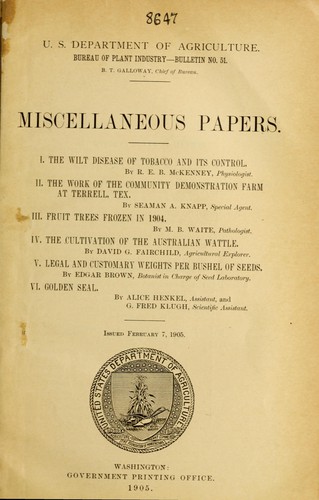 8647
U. S. DEPARTMENT OF AGRICULTURE.
BUREAU OF PLANT INDUSTRY—BULLETIN NO. 51.
B. T. GALLOWAY, Chief of Bureau.
MISCELLANEOUS PAPERS.
I. THE WILT DISEASE OF TOBACCO AND ITS CONTROL.
By R. E. B. McKENNEY, Physiologist.
II. THE WORK OF THE COMMUNITY DEMONSTRATION FARM
AT TERRELL, TEX.
By SEAMAN A. KNAPP, Special Agent.
III. FRUIT TREES FROZEN IN 1904.
By M. B. WAITE, Pathologist.
IV. THE CULTIVATION OF THE AUSTRALIAN WATTLE.
By DAVID G. FAIRCHILD, Agricultural Explorer.
V. LEGAL AND CUSTOMARY WEIGHTS PER BUSHEL OF SEEDS.
By EDGAR BROWN, Botanist in Charge of Seed Laboratory.
VI. GOLDEN SEAL.
By ALICE HENKEL, Assistant, and
G. FRED KLUGH, Scientific Assistant.
Issued February 7, 1905.
UNITED STATES DEPARTMENT OF AGRICULTURE
WASHINGTON:
GOVERNMENT PRINTING OFFICE.
1905.